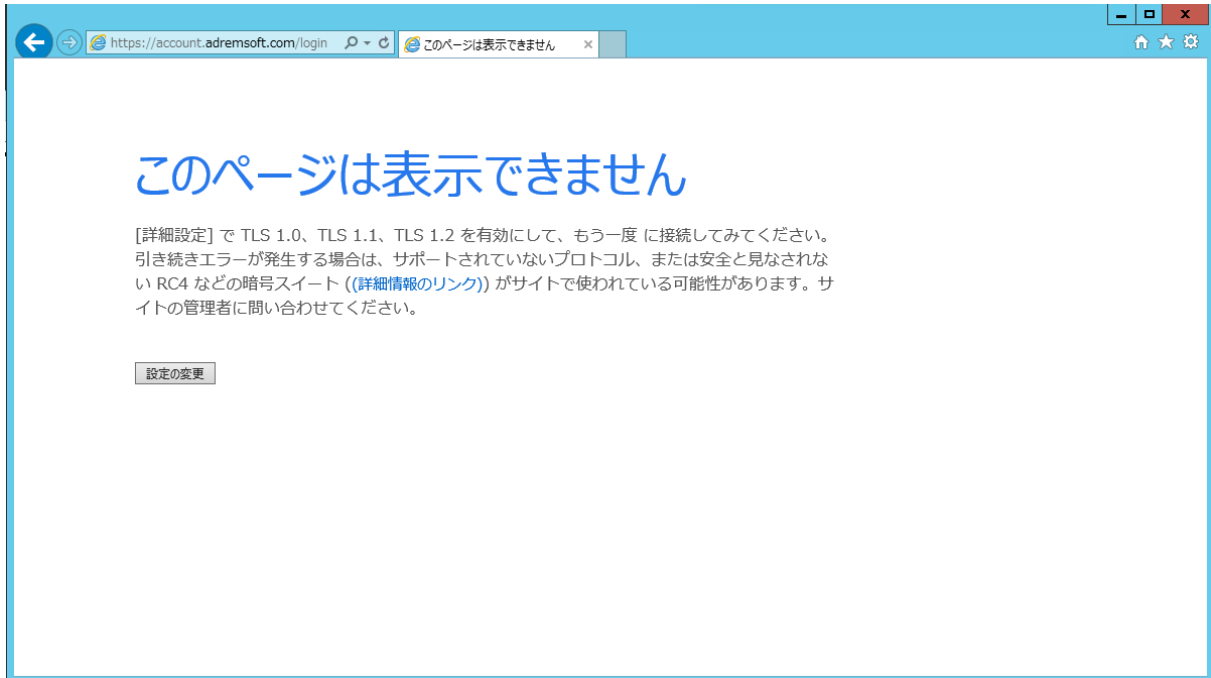 https://account.adremsoft.com/login
このページは表示できません
このページは表示できません
[詳細設定] で TLS 1.0、TLS 1.1、TLS 1.2 を有効にして、もう一度 に接続してみてください。
引き続きエラーが発生する場合は、サポートされていないプロトコル、または安全と見なされな
い RC4 などの暗号スイート ((詳細情報のリンク)) がサイトで使われている可能性があります。サ
イトの管理者に問い合わせてください。
設定の変更